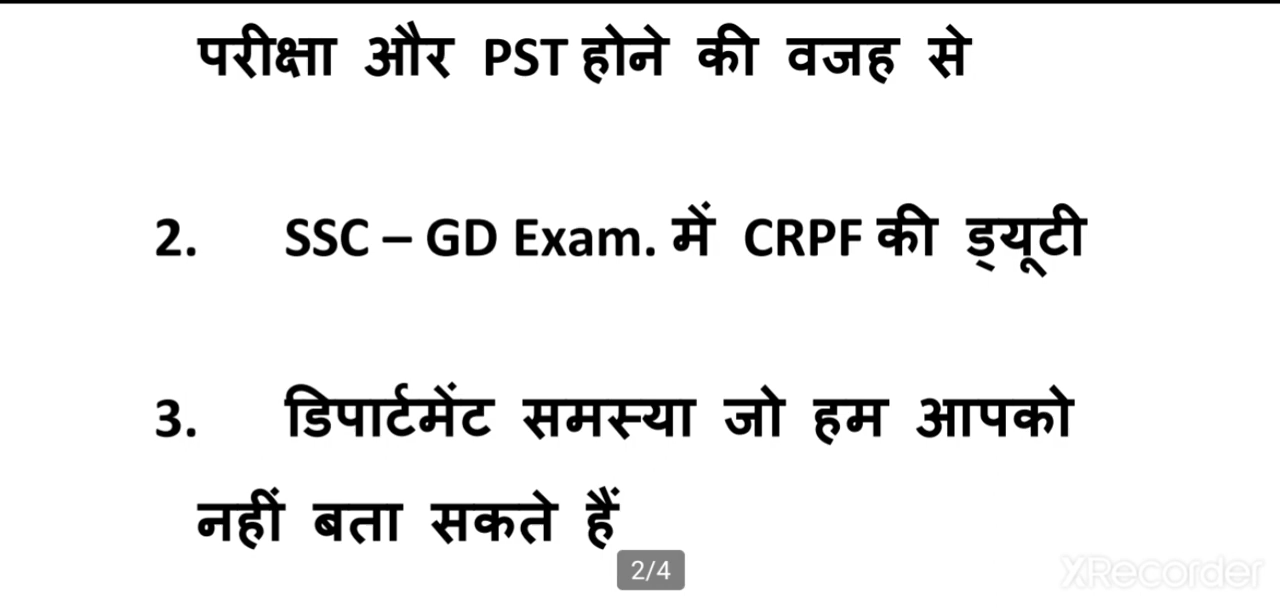 परीक्षा और PST होने की वजह से
2. SSC – GD Exam. में CRPF की ड्यूटी
3. डिपार्टमेंट समस्या जो हम आपको
नहीं बता सकते हैं
2/4
XRecorder